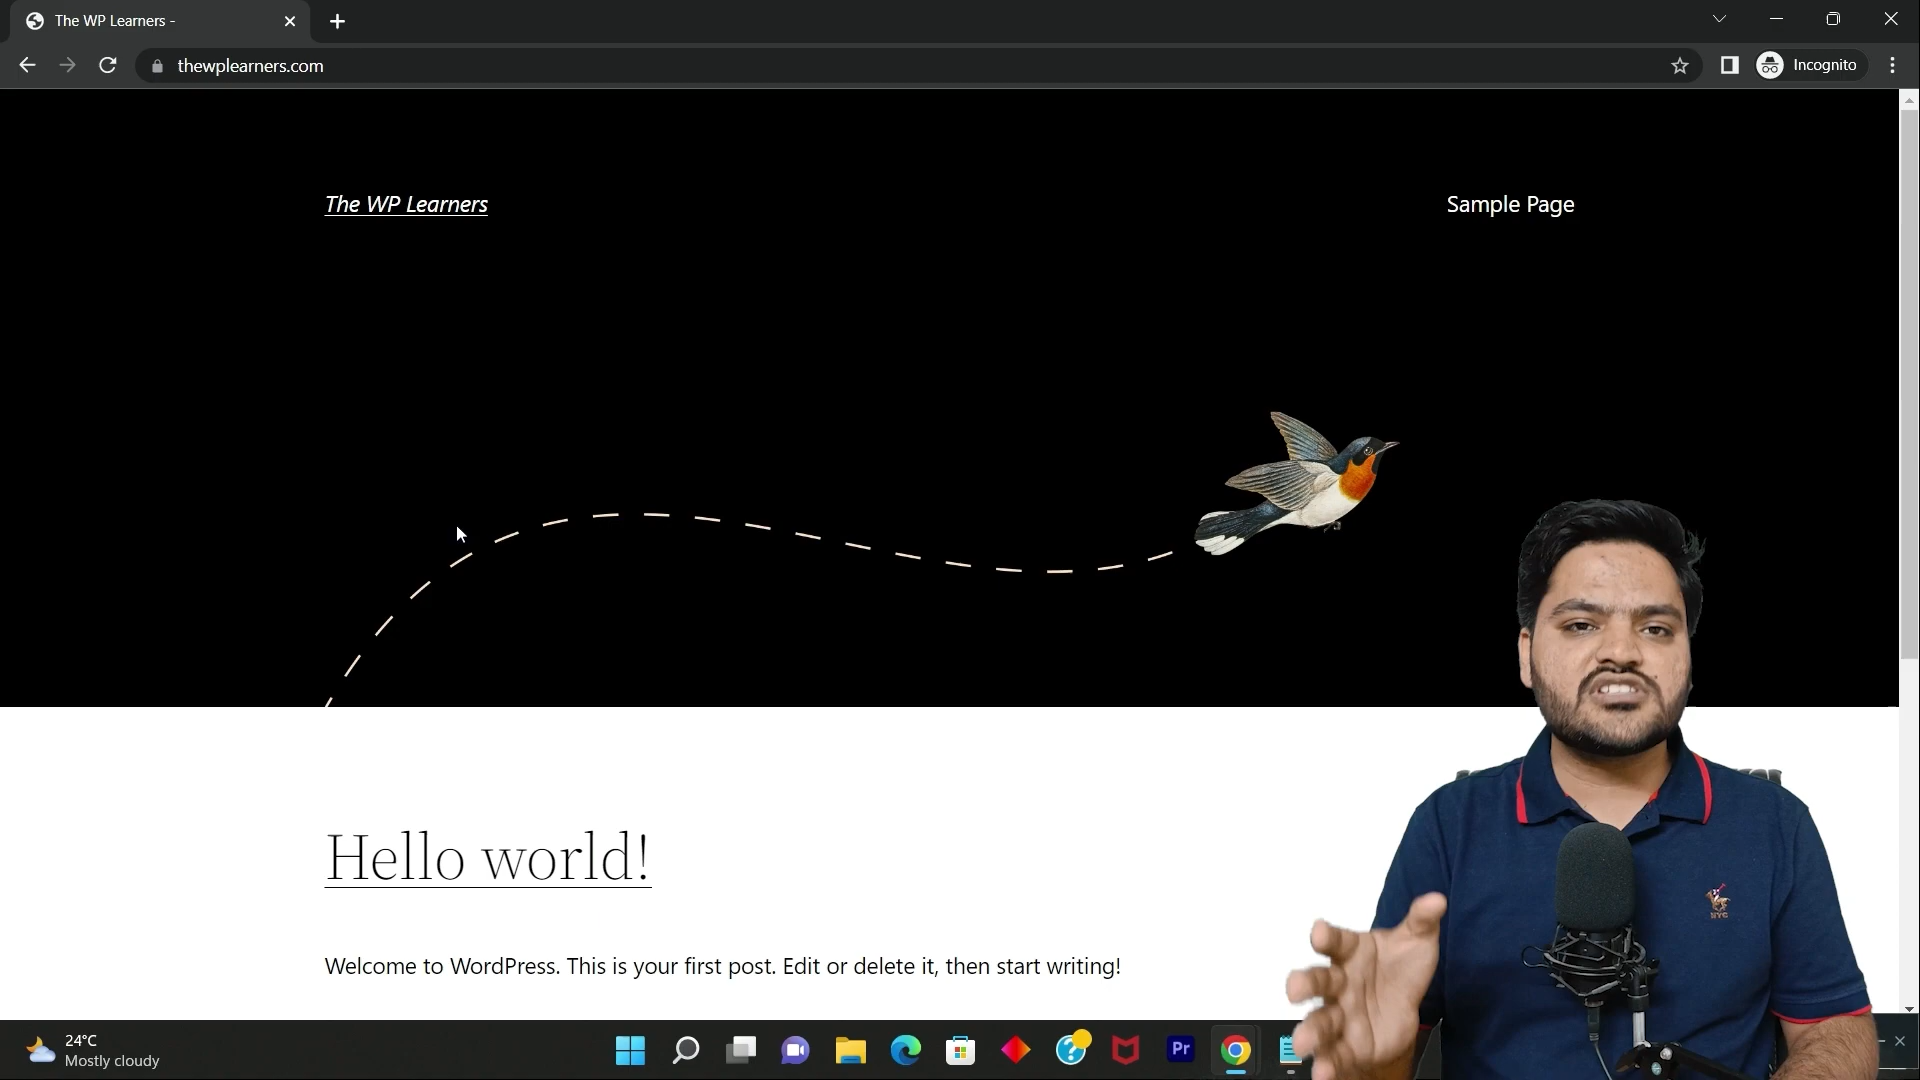 The WP Learners -
thewplearners.com
Incognito
The WP Learners
Sample Page
Hello world!
Welcome to WordPress. This is your first post. Edit or delete it, then start writing!
24°C
Mostly cloudy
Pr
NYC